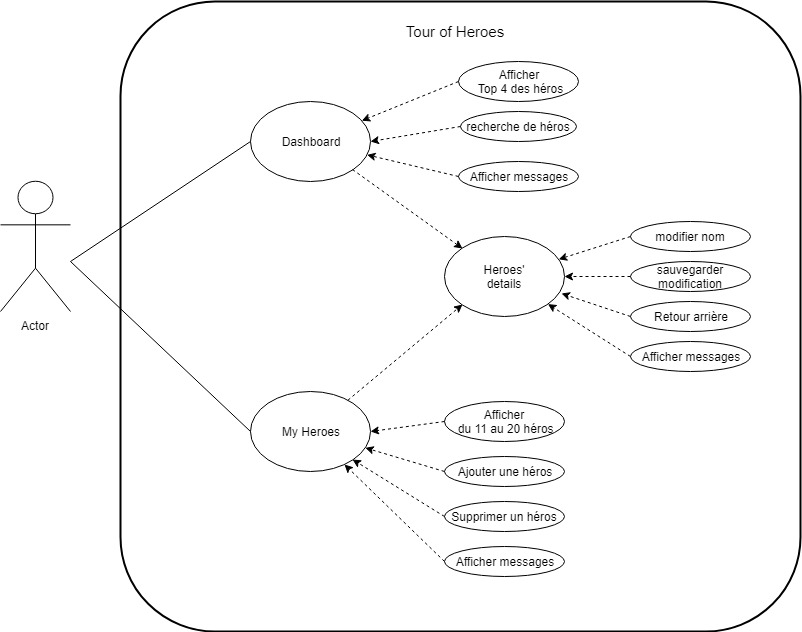 Tour of Heroes
Afficher
Top 4 des héros
Dashboard
recherche de héros
Afficher messages
modifier nom
Heroes'
details
sauvegarder
modification
Retour arrière
Actor
Afficher messages
Afficher
du 11 au 20 héros
My Heroes
Ajouter une héros
Supprimer un héros
Afficher messages